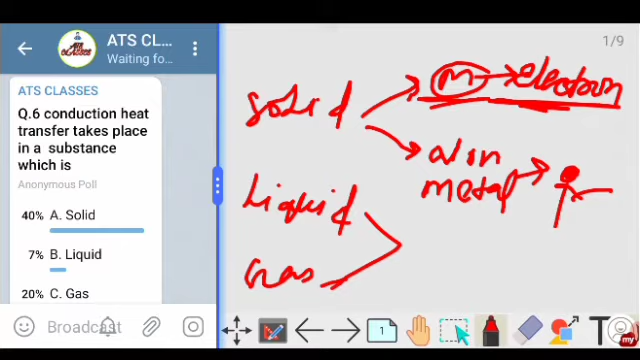 ATS CL...
Waiting fo...
ATS CLASSES
Q.6 conduction heat
transfer takes place
in a substance
which is
Anonymous Poll
40% A. Solid
7% B. Liquid
20% C. Gas
Broadcast
1/9
solid
M → electron
metal
Liquid
Gas
1
T
my